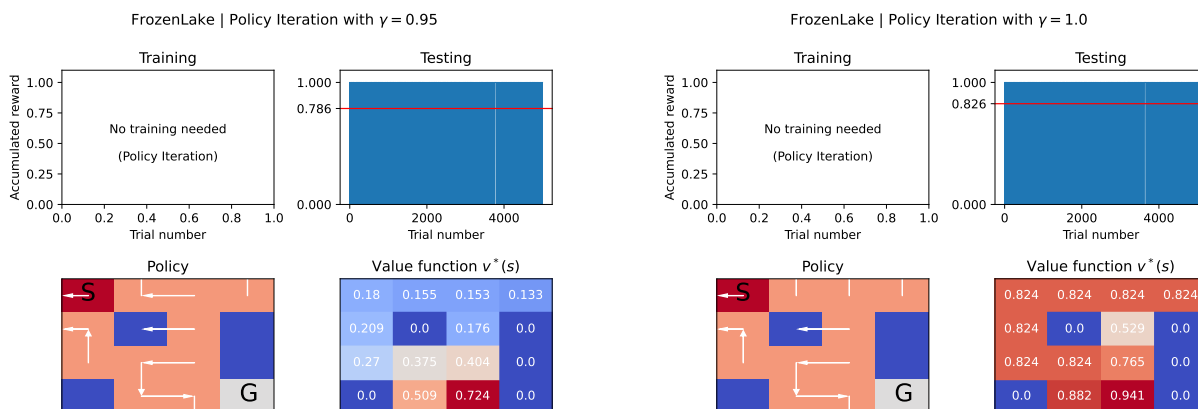 FrozenLake | Policy Iteration with γ = 0.95
Training
Accumulated reward
1.00
0.75
0.50
0.25
0.00
No training needed
(Policy Iteration)
0.0 0.2 0.4 0.6 0.8 1.0
Trial number
Testing
1.000
0.786
0.000
0 2000 4000
Trial number
Policy
S
G
Value function v*(s)
0.18 0.155 0.153 0.133
0.209 0.0 0.176 0.0
0.27 0.375 0.404 0.0
0.0 0.509 0.724 0.0
FrozenLake | Policy Iteration with γ = 1.0
Training
Accumulated reward
1.00
0.75
0.50
0.25
0.00
No training needed
(Policy Iteration)
0.0 0.2 0.4 0.6 0.8 1.0
Trial number
Testing
1.000
0.826
0.000
0 2000 4000
Trial number
Policy
S
G
Value function v*(s)
0.824 0.824 0.824 0.824
0.824 0.0 0.529 0.0
0.824 0.824 0.765 0.0
0.0 0.882 0.941 0.0